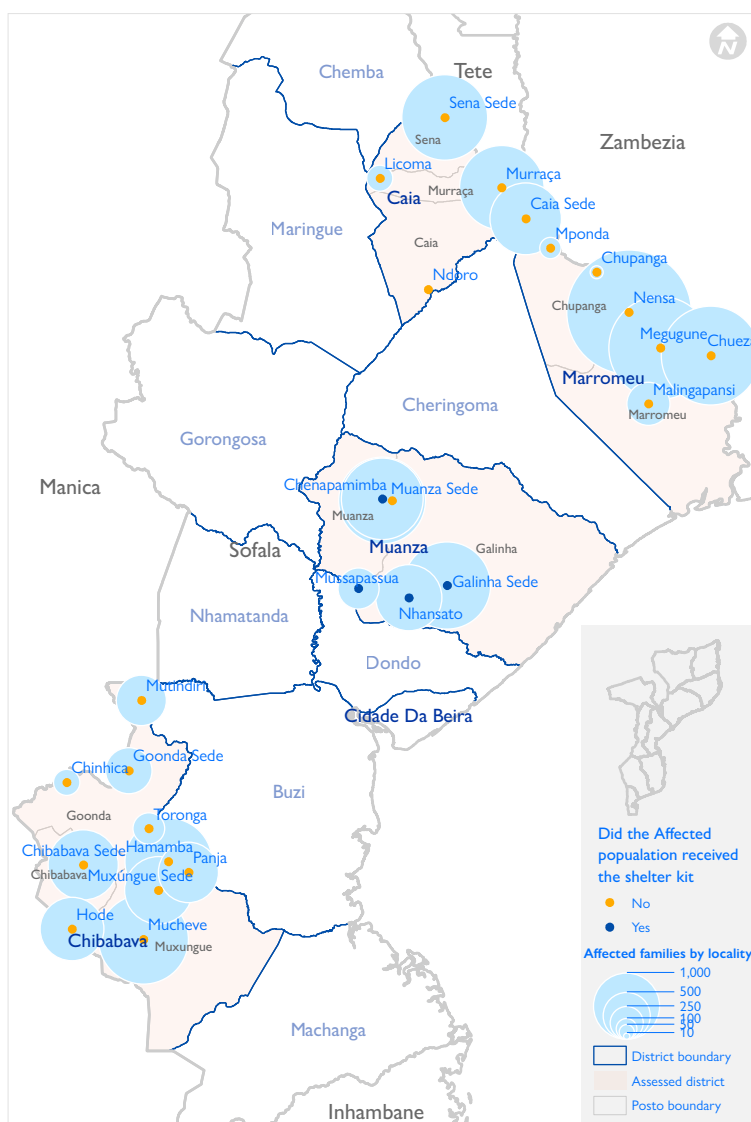 N
Chemba
Tete
Sena Sede
Sena
Zambezia
Licoma
Murraça
Murraça
Caia
Caia Sede
Maringue
Caia
Mponda
Ndoro
Chupanga
Chupanga
Nensa
Megugune
Chueza
Marromeu
Malingapansi
Marromeu
Cheringoma
Gorongosa
Manica
Chenapamimba
Muanza Sede
Muanza
Muanza
Galinha
Sofala
Mussapassua
Galinha Sede
Nhansato
Nhamatanda
Dondo
Mutindiri
Cidade Da Beira
Goonda Sede
Chinhica
Buzi
Goonda
Toronga
Chibabava Sede
Hamamba
Panja
Chibabava
Muxúngue Sede
Hode
Mucheve
Chibabava
Muxungue
Machanga
Inhambane
Did the Affected
popualation received
the shelter kit
No
Yes
Affected families by locality
1,000
500
250
100
50
10
District boundary
Assessed district
Posto boundary